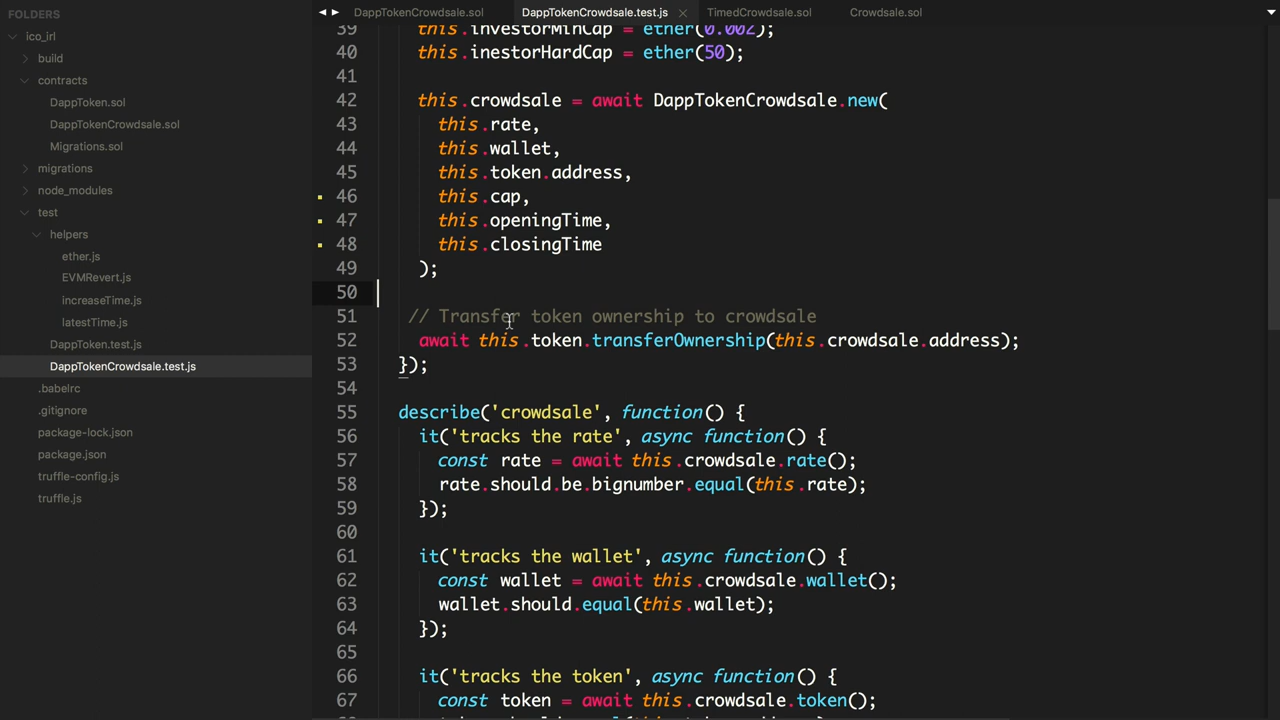 FOLDERS
ico_irl
build
contracts
DappToken.sol
DappTokenCrowdsale.sol
Migrations.sol
migrations
node_modules
test
helpers
ether.js
EVMRevert.js
increaseTime.js
latestTime.js
DappToken.test.js
DappTokenCrowdsale.test.js
.babelrc
.gitignore
package-lock.json
package.json
truffle-config.js
truffle.js
DappTokenCrowdsale.sol
DappTokenCrowdsale.test.js
TimedCrowdsale.sol
Crowdsale.sol
39 this.investorMinCap = ether(0.002);
40 this.inestorHardCap = ether(50);
41
42 this.crowdsale = await DappTokenCrowdsale.new(
43 this.rate,
44 this.wallet,
45 this.token.address,
46 this.cap,
47 this.openingTime,
48 this.closingTime
49 );
50
51 // Transfer token ownership to crowdsale
52 await this.token.transferOwnership(this.crowdsale.address);
53 });
54
55 describe('crowdsale', function() {
56 it('tracks the rate', async function() {
57 const rate = await this.crowdsale.rate();
58 rate.should.be.bignumber.equal(this.rate);
59 });
60
61 it('tracks the wallet', async function() {
62 const wallet = await this.crowdsale.wallet();
63 wallet.should.equal(this.wallet);
64 });
65
66 it('tracks the token', async function() {
67 const token = await this.crowdsale.token();